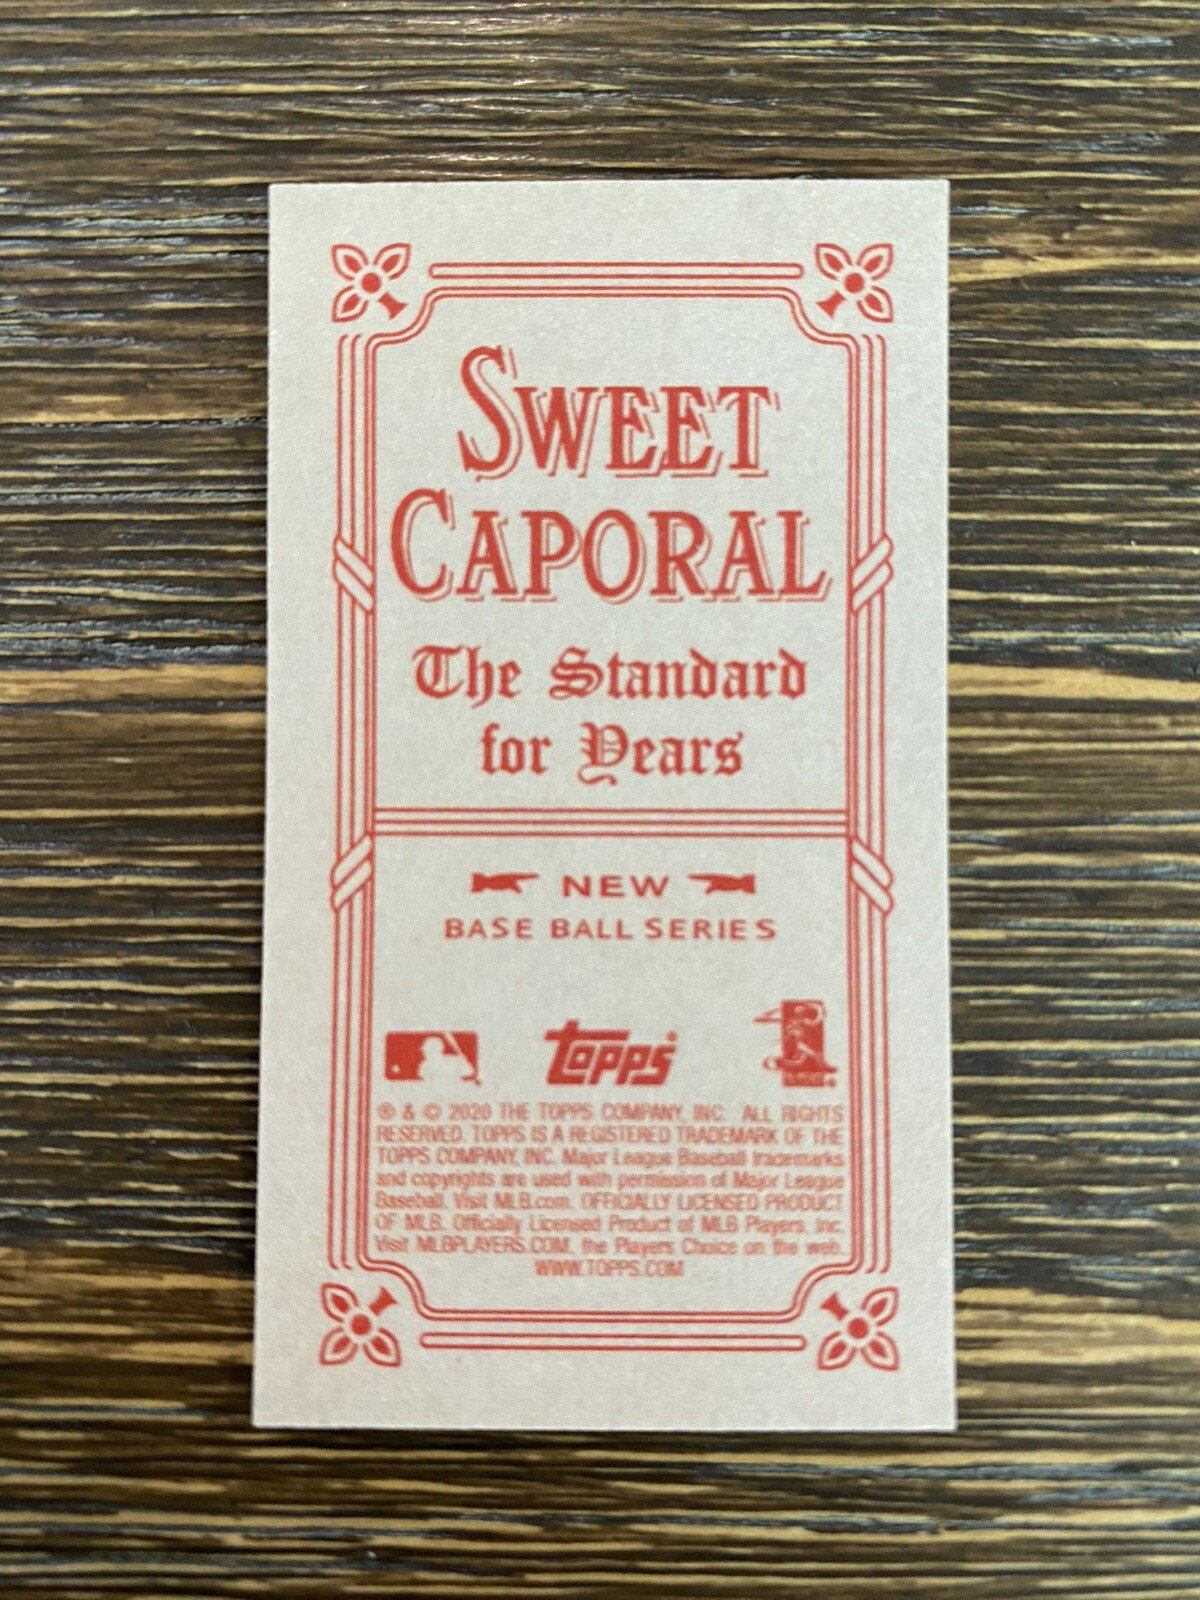 SWEET
CAPORAL
The Standard
for Years
NEW
BASE BALL SERIES
topps
® & © 2020 THE TOPPS COMPANY, INC. ALL RIGHTS
RESERVED. TOPPS IS A REGISTERED TRADEMARK OF THE
TOPPS COMPANY, INC. Major League Baseball trademarks
and copyrights are used with permission of Major League
Baseball. Visit MLB.com. OFFICIALLY LICENSED PRODUCT
OF MLB. Officially Licensed Product of MLB Players, Inc.
Visit MLBPLAYERS.COM, the Players Choice on the web.
WWW.TOPPS.COM